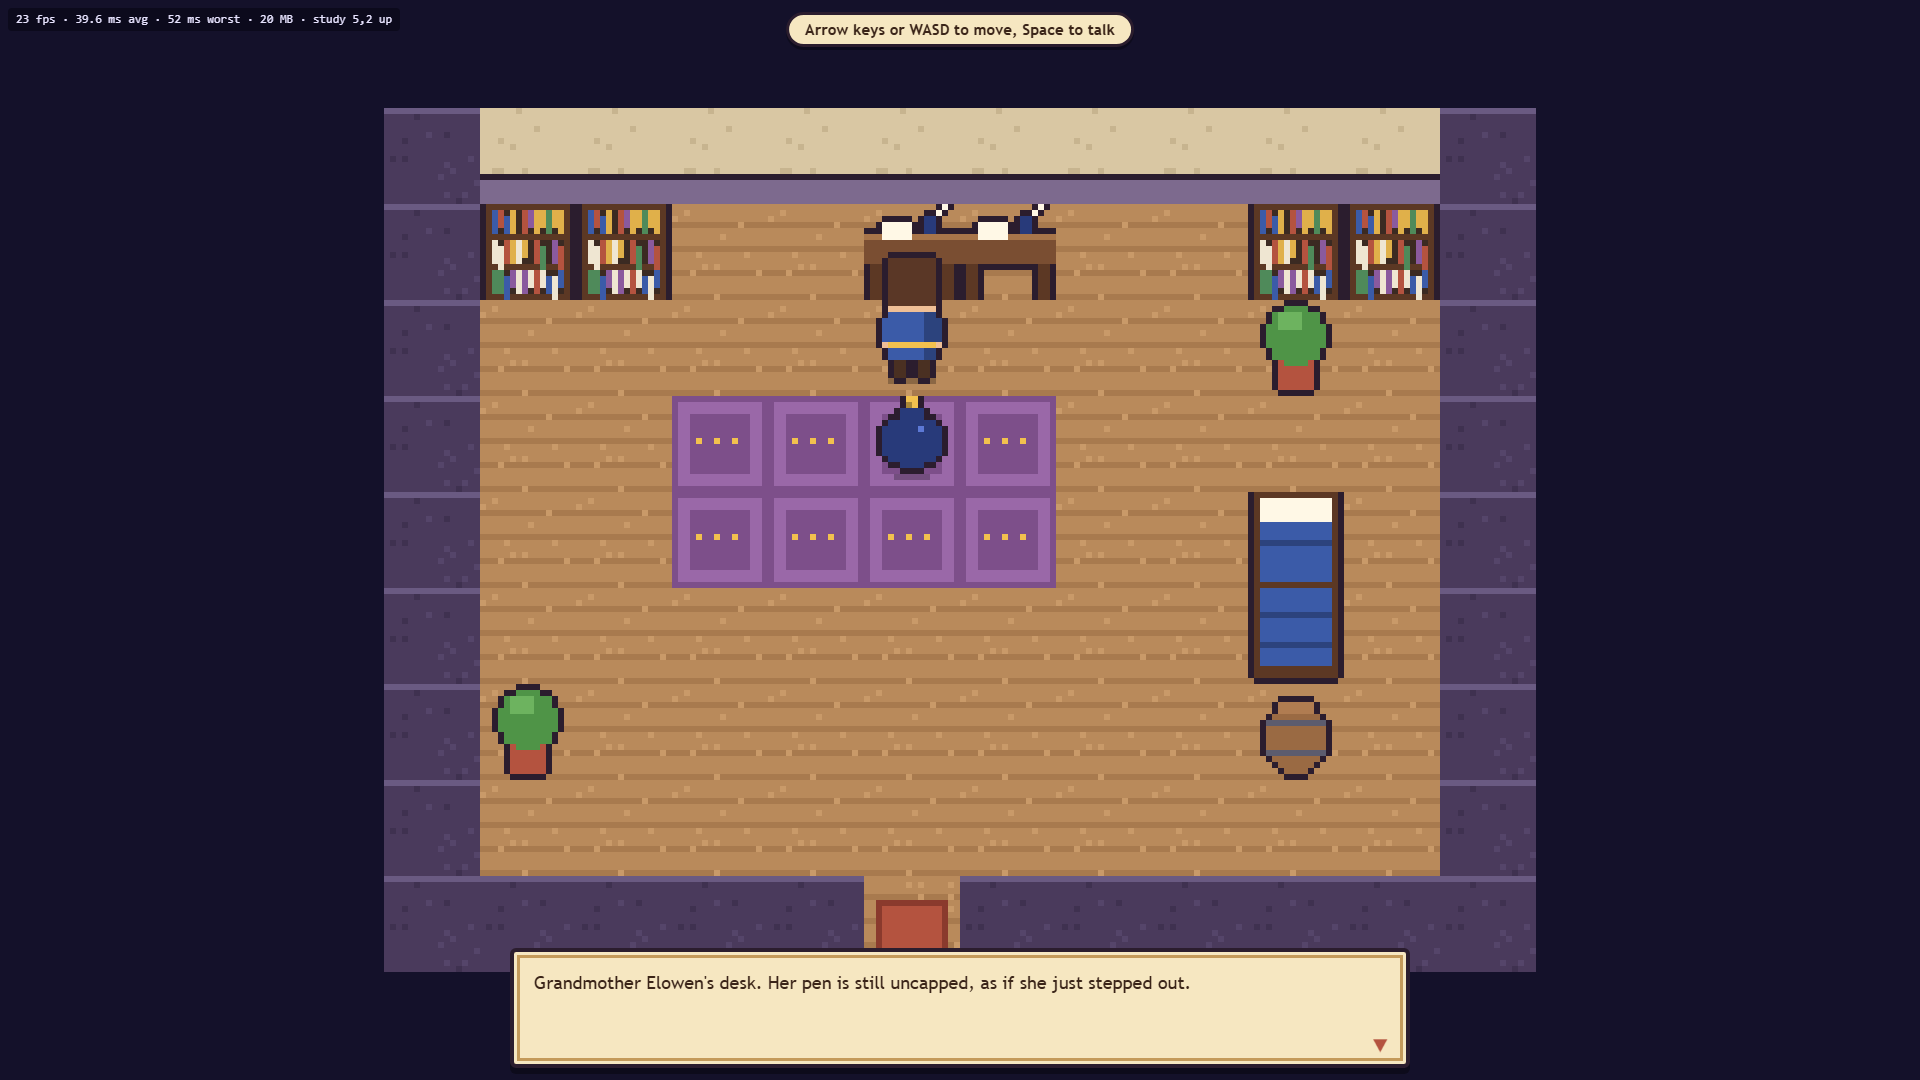 23 fps · 39.6 ms avg · 52 ms worst · 20 MB · study 5,2 up
Arrow keys or WASD to move, Space to talk
Grandmother Elowen's desk. Her pen is still uncapped, as if she just stepped out.